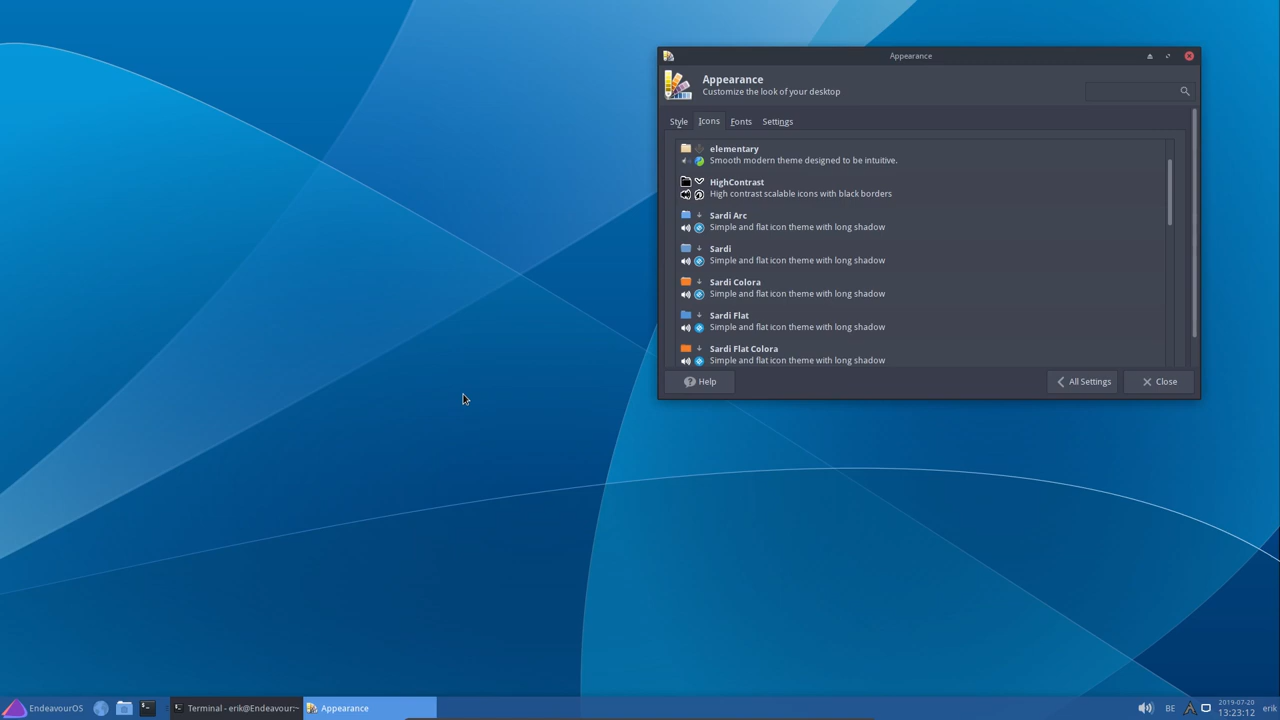 Appearance
Appearance
Customize the look of your desktop
Style Icons Fonts Settings
elementary
Smooth modern theme designed to be intuitive.
HighContrast
High contrast scalable icons with black borders
Sardi Arc
Simple and flat icon theme with long shadow
Sardi
Simple and flat icon theme with long shadow
Sardi Colora
Simple and flat icon theme with long shadow
Sardi Flat
Simple and flat icon theme with long shadow
Sardi Flat Colora
Simple and flat icon theme with long shadow
Help All Settings Close
EndeavourOS Terminal - erik@Endeavour:~ Appearance BE 2019-07-20 erik
13:23:12